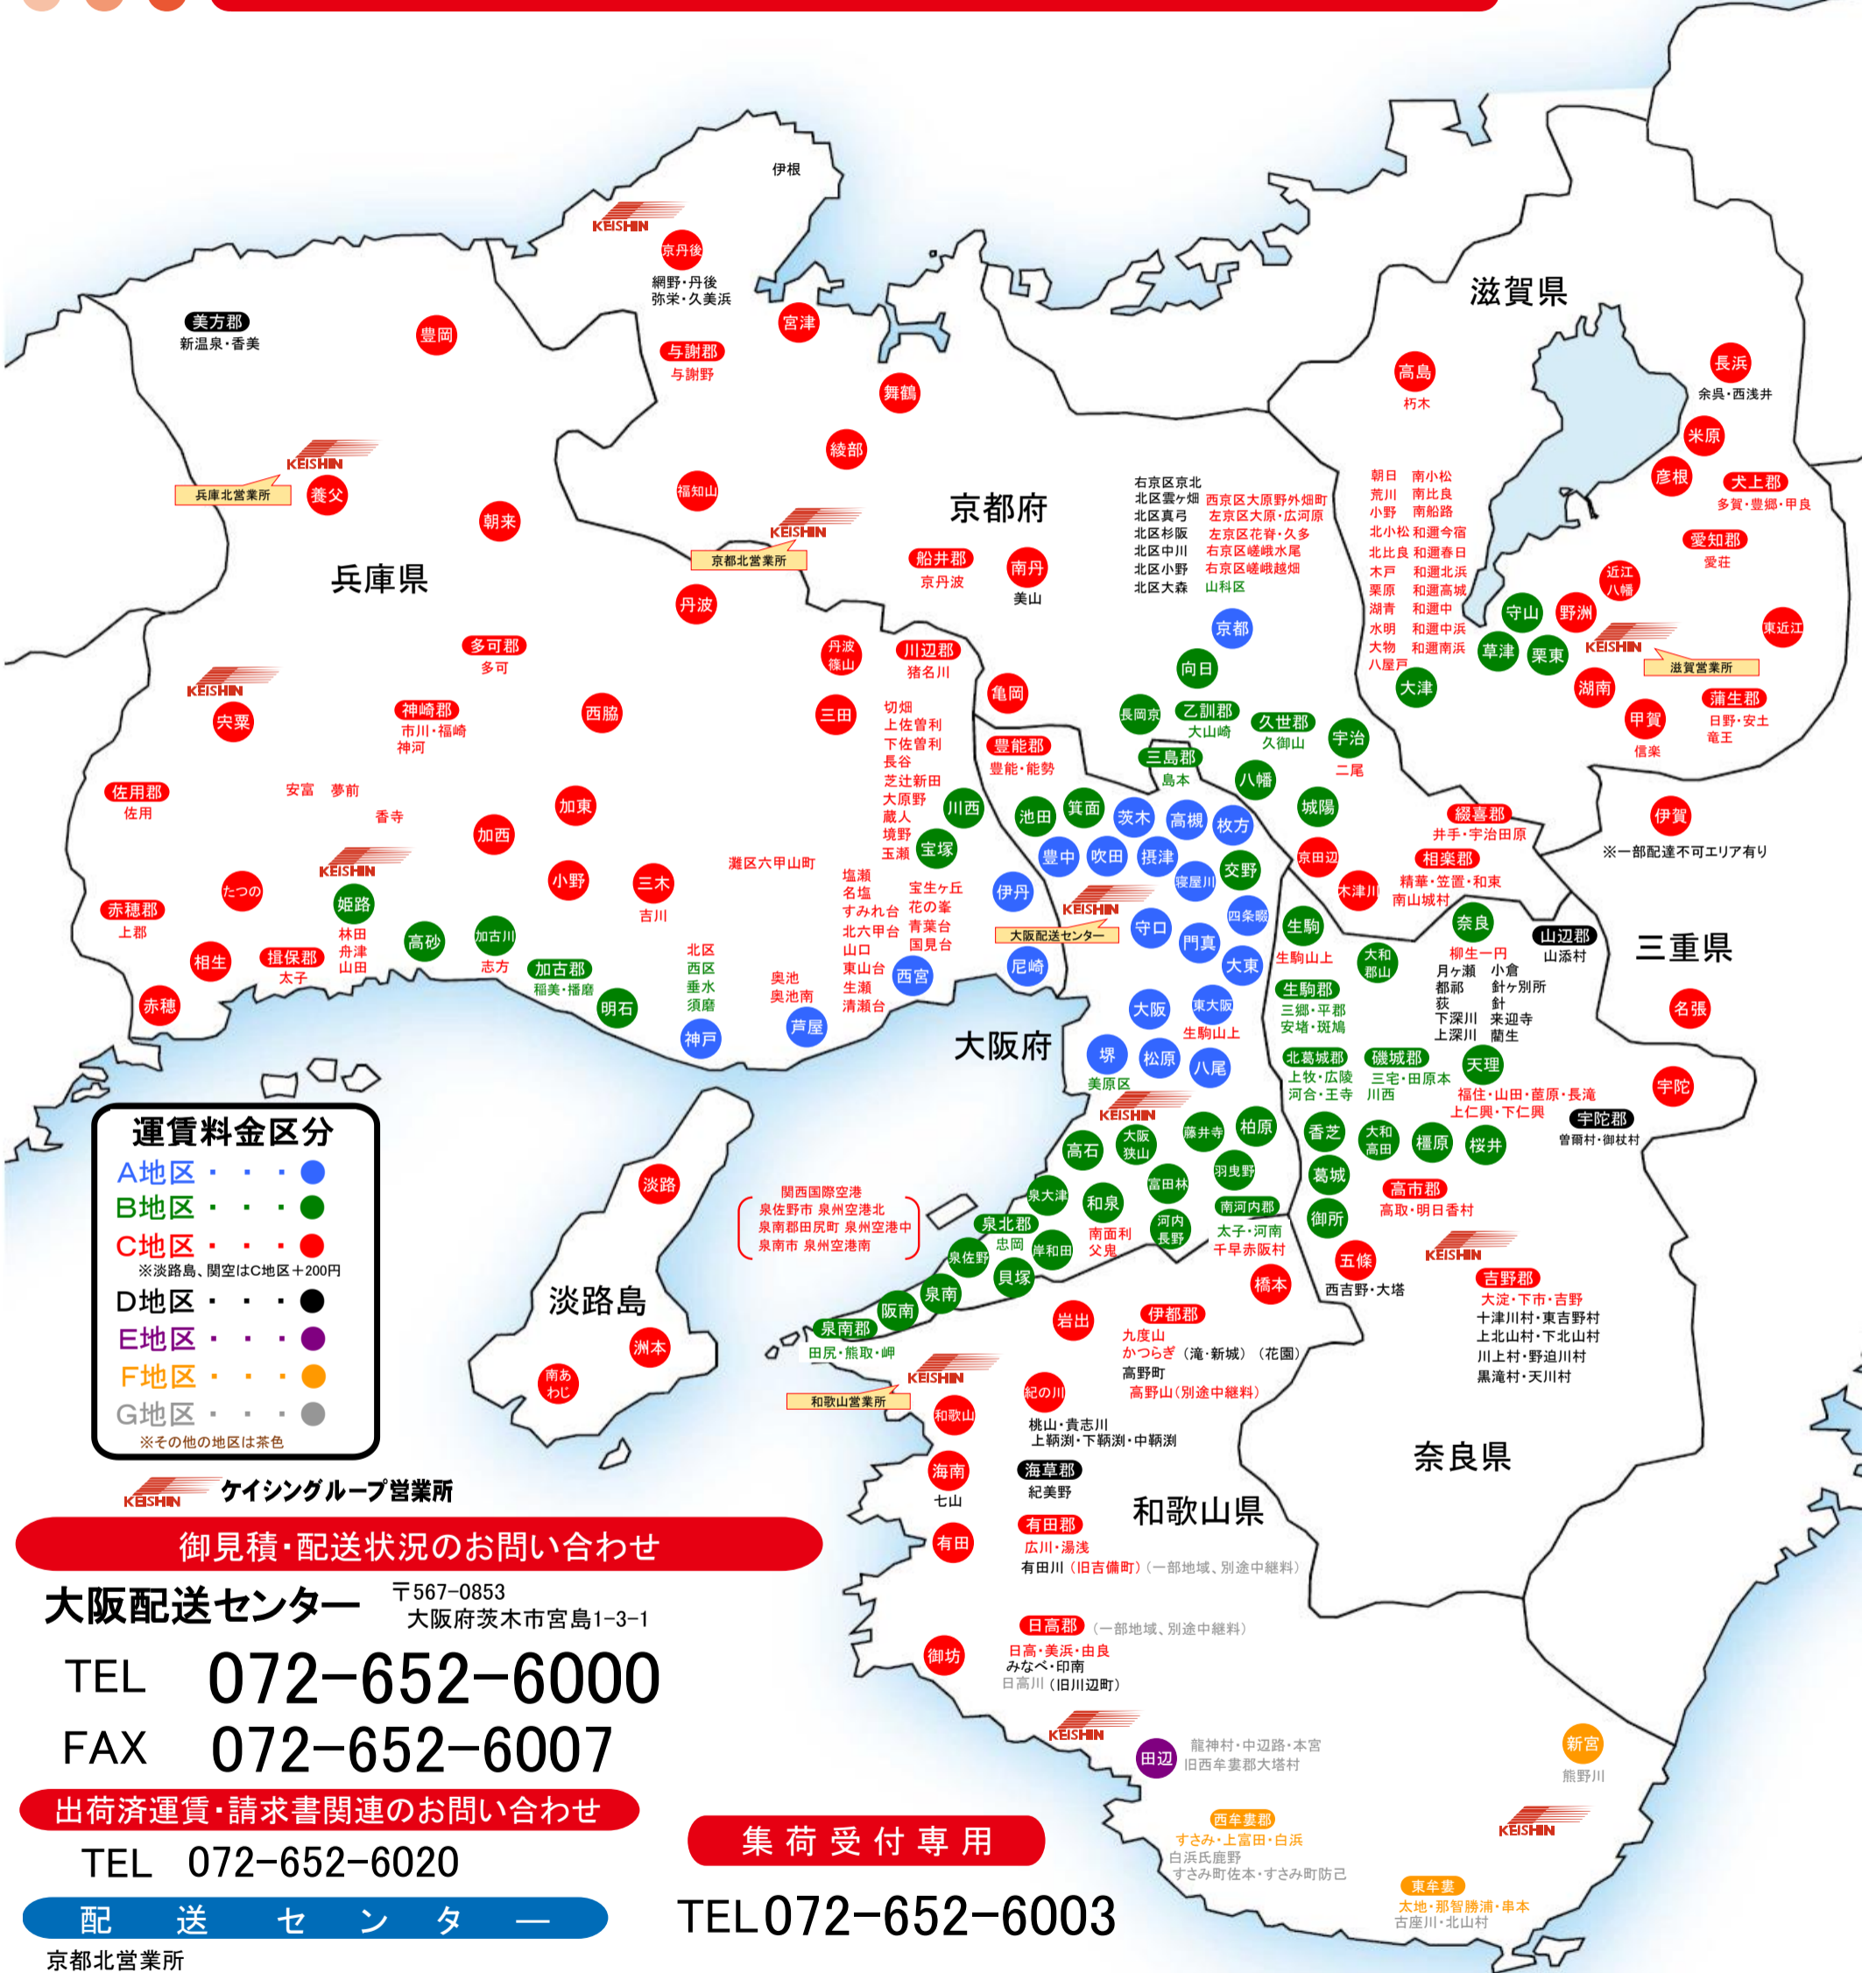 伊根
KEISHIN
京丹後
網野・丹後
弥栄・久美浜
宮津
与謝郡
与謝野
舞鶴
綾部
福知山
KEISHIN
京都北営業所
京都府
船井郡
京丹波
南丹
美山
亀岡
美方郡
新温泉・香美
豊岡
KEISHIN
兵庫北営業所
養父
朝来
兵庫県
丹波
多可郡
多可
丹波
篠山
川辺郡
猪名川
KEISHIN
宍粟
神崎郡
市川・福崎
神河
西脇
三田
切畑
上佐曽利
下佐曽利
長谷
芝辻新田
大原野
蔵人
境野
玉瀬
川西
宝塚
佐用郡
佐用
安富 夢前
香寺
加東
加西
小野
三木
吉川
灘区六甲山町
KEISHIN
たつの
姫路
林田
舟津
山田
赤穂郡
上郡
相生
揖保郡
太子
赤穂
高砂
加古川
志方
加古郡
稲美・播磨
明石
北区
西区
垂水
須磨
神戸
奥池
奥池南
芦屋
塩瀬
名塩
すみれ台
北六甲台
山口
東山台
生瀬
清瀬台
宝生ヶ丘
花の峯
青葉台
国見台
西宮
伊丹
尼崎
右京区京北
北区雲ヶ畑
北区真弓
北区杉阪
北区中川
北区小野
北区大森
西京区大原野外畑町
左京区大原・広河原
左京区花脊・久多
右京区嵯峨水尾
右京区嵯峨越畑
山科区
京都
向日
長岡京
乙訓郡
大山崎
久世郡
久御山
宇治
二尾
八幡
城陽
京田辺
木津川
綴喜郡
井手・宇治田原
相楽郡
精華・笠置・和束
南山城村
滋賀県
高島
朽木
長浜
余呉・西浅井
米原
彦根
犬上郡
多賀・豊郷・甲良
愛知郡
愛荘
朝日 南小松
荒川 南比良
小野 南船路
北小松 和邇今宿
北比良 和邇春日
木戸 和邇北浜
栗原 和邇高城
湖青 和邇中
水明 和邇中浜
大物 和邇南浜
八屋戸
大津
近江
八幡
守山
野洲
草津
栗東
KEISHIN
滋賀営業所
東近江
湖南
甲賀
信楽
蒲生郡
日野・安土
竜王
伊賀
※一部配達不可エリア有り
三重県
名張
豊能郡
豊能・能勢
三島郡
島本
池田
箕面
茨木
高槻
枚方
豊中
吹田
摂津
寝屋川
交野
KEISHIN
大阪配送センター
守口
門真
四条畷
大東
大阪府
大阪
東大阪
生駒山上
堺
美原区
松原
八尾
KEISHIN
高石
大阪
狭山
藤井寺
柏原
羽曳野
富田林
泉大津
和泉
南面利
父鬼
河内
長野
南河内郡
太子・河南
千早赤阪村
泉北郡
忠岡
岸和田
泉佐野
貝塚
泉南
阪南
泉南郡
田尻・熊取・岬
関西国際空港
泉佐野市 泉州空港北
泉南郡田尻町 泉州空港中
泉南市 泉州空港南
生駒
生駒山上
大和
郡山
奈良
柳生一円
月ヶ瀬 小倉
都祁 針ヶ別所
荻 針
下深川 来迎寺
上深川 藺生
山辺郡
山添村
生駒郡
三郷・平郡
安堵・斑鳩
北葛城郡
上牧・広陵
河合・王寺
磯城郡
三宅・田原本
川西
天理
福住・山田・苣原・長滝
上仁興・下仁興
宇陀
宇陀郡
曽爾村・御杖村
香芝
大和
高田
橿原
桜井
葛城
御所
高市郡
高取・明日香村
五條
西吉野・大塔
KEISHIN
吉野郡
大淀・下市・吉野
十津川村・東吉野村
上北山村・下北山村
川上村・野迫川村
黒滝村・天川村
奈良県
淡路
淡路島
洲本
南あ
わじ
橋本
岩出
伊都郡
九度山
かつらぎ(滝・新城)(花園)
高野町
高野山(別途中継料)
KEISHIN
和歌山営業所
和歌山
紀の川
桃山・貴志川
上鞆渕・下鞆渕・中鞆渕
海南
七山
海草郡
紀美野
和歌山県
有田
有田郡
広川・湯浅
有田川(旧吉備町)(一部地域、別途中継料)
御坊
日高郡(一部地域、別途中継料)
日高・美浜・由良
みなべ・印南
日高川(旧川辺町)
KEISHIN
田辺
龍神村・中辺路・本宮
旧西牟婁郡大塔村
新宮
熊野川
KEISHIN
西牟婁郡
すさみ・上富田・白浜
白浜氏鹿野
すさみ町佐本・すさみ町防己
東牟婁
太地・那智勝浦・串本
古座川・北山村
運賃料金区分
A地区・・・●
B地区・・・●
C地区・・・●
※淡路島、関空はC地区+200円
D地区・・・●
E地区・・・●
F地区・・・●
G地区・・・●
※その他の地区は茶色
KEISHIN ケイシングループ営業所
御見積・配送状況のお問い合わせ
大阪配送センター 〒567-0853
大阪府茨木市宮島1-3-1
TEL 072-652-6000
FAX 072-652-6007
出荷済運賃・請求書関連のお問い合わせ
TEL 072-652-6020
配送センター
京都北営業所
集荷受付専用
TEL072-652-6003